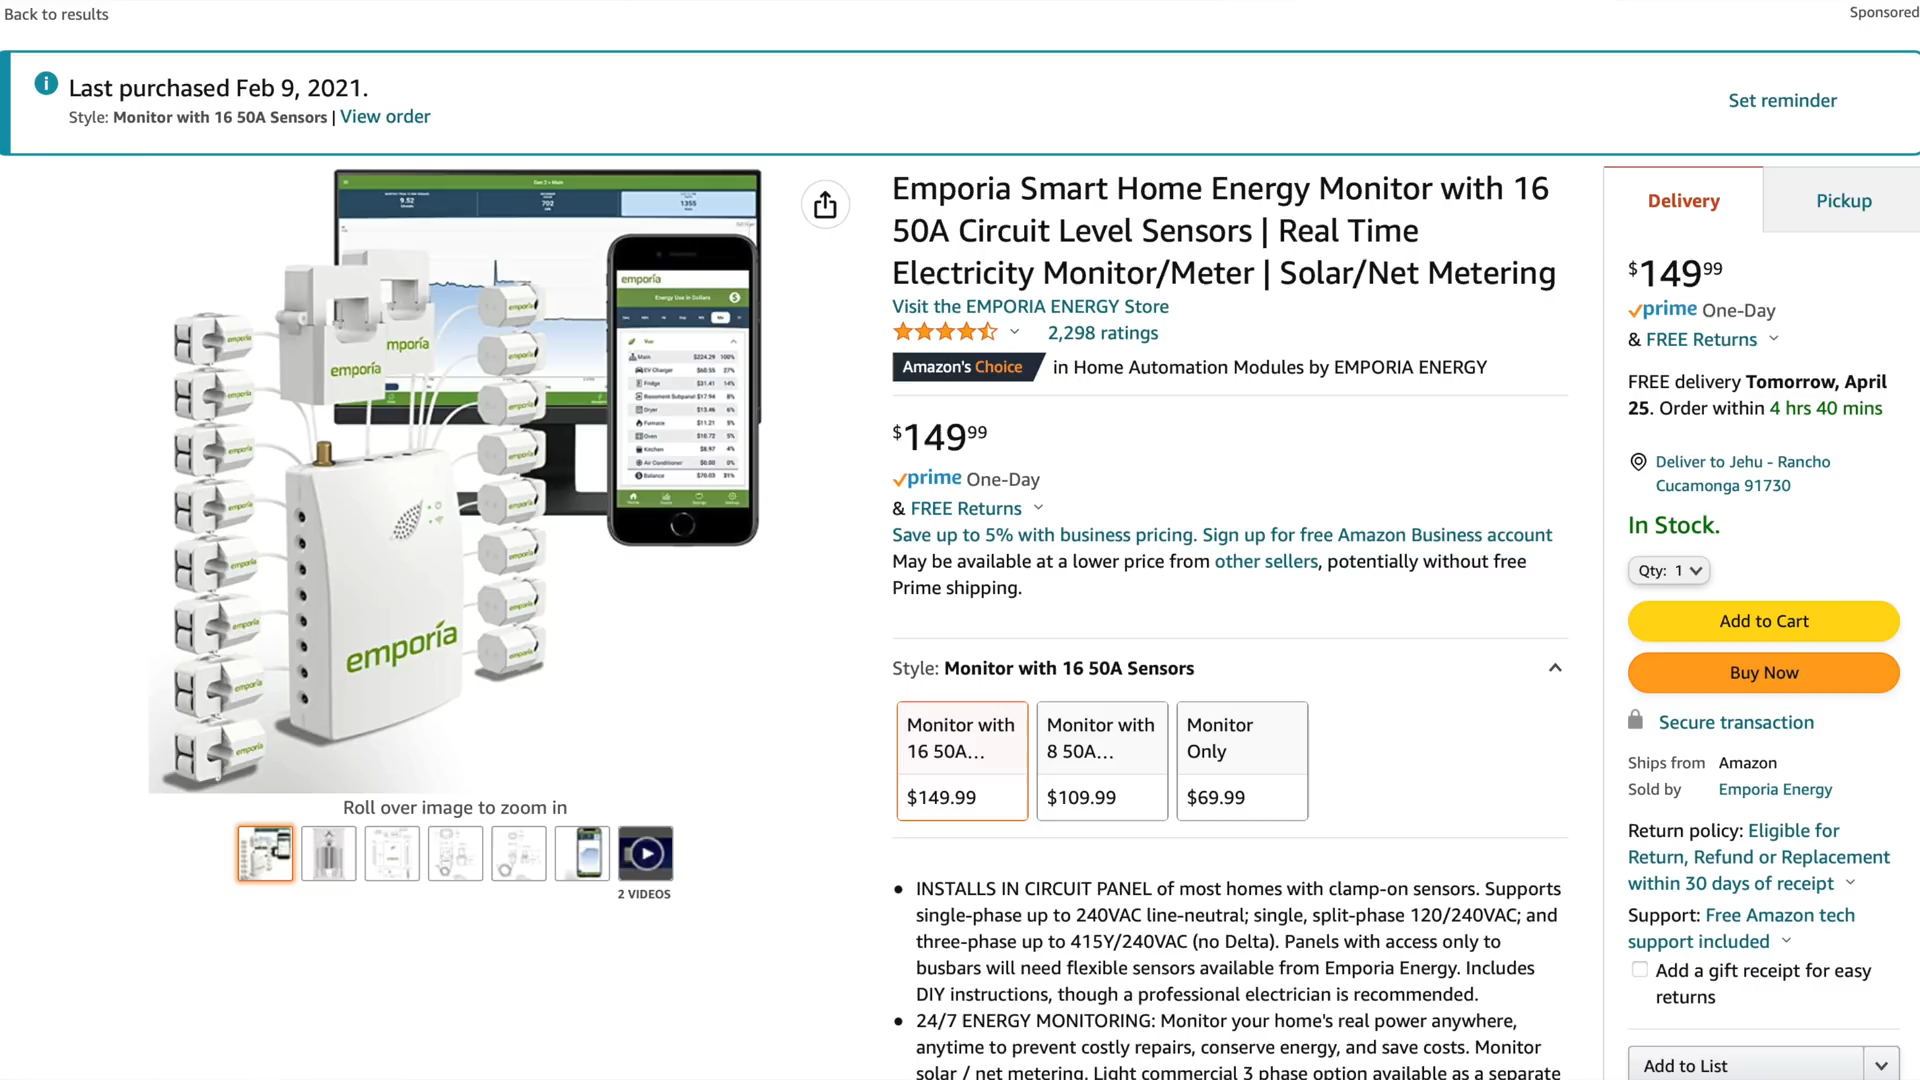 Back to results
Sponsored
Last purchased Feb 9, 2021.
Style: Monitor with 16 50A Sensors | View order
Set reminder
emporia
Energy Use in Dollars
emporia
emporia
emporia
Roll over image to zoom in
2 VIDEOS
Emporia Smart Home Energy Monitor with 16
50A Circuit Level Sensors | Real Time
Electricity Monitor/Meter | Solar/Net Metering
Visit the EMPORIA ENERGY Store
2,298 ratings
Amazon's Choice in Home Automation Modules by EMPORIA ENERGY
$149 99
prime One-Day
& FREE Returns
Save up to 5% with business pricing. Sign up for free Amazon Business account
May be available at a lower price from other sellers, potentially without free
Prime shipping.
Style: Monitor with 16 50A Sensors
Monitor with
16 50A...
$149.99
Monitor with
8 50A...
$109.99
Monitor
Only
$69.99
• INSTALLS IN CIRCUIT PANEL of most homes with clamp-on sensors. Supports
single-phase up to 240VAC line-neutral; single, split-phase 120/240VAC; and
three-phase up to 415Y/240VAC (no Delta). Panels with access only to
busbars will need flexible sensors available from Emporia Energy. Includes
DIY instructions, though a professional electrician is recommended.
• 24/7 ENERGY MONITORING: Monitor your home's real power anywhere,
anytime to prevent costly repairs, conserve energy, and save costs. Monitor
solar / net metering. Light commercial 3 phase option available as a separate
Delivery
Pickup
$149 99
prime One-Day
& FREE Returns
FREE delivery Tomorrow, April
25. Order within 4 hrs 40 mins
Deliver to Jehu - Rancho
Cucamonga 91730
In Stock.
Qty: 1
Add to Cart
Buy Now
Secure transaction
Ships from Amazon
Sold by Emporia Energy
Return policy: Eligible for
Return, Refund or Replacement
within 30 days of receipt
Support: Free Amazon tech
support included
Add a gift receipt for easy
returns
Add to List